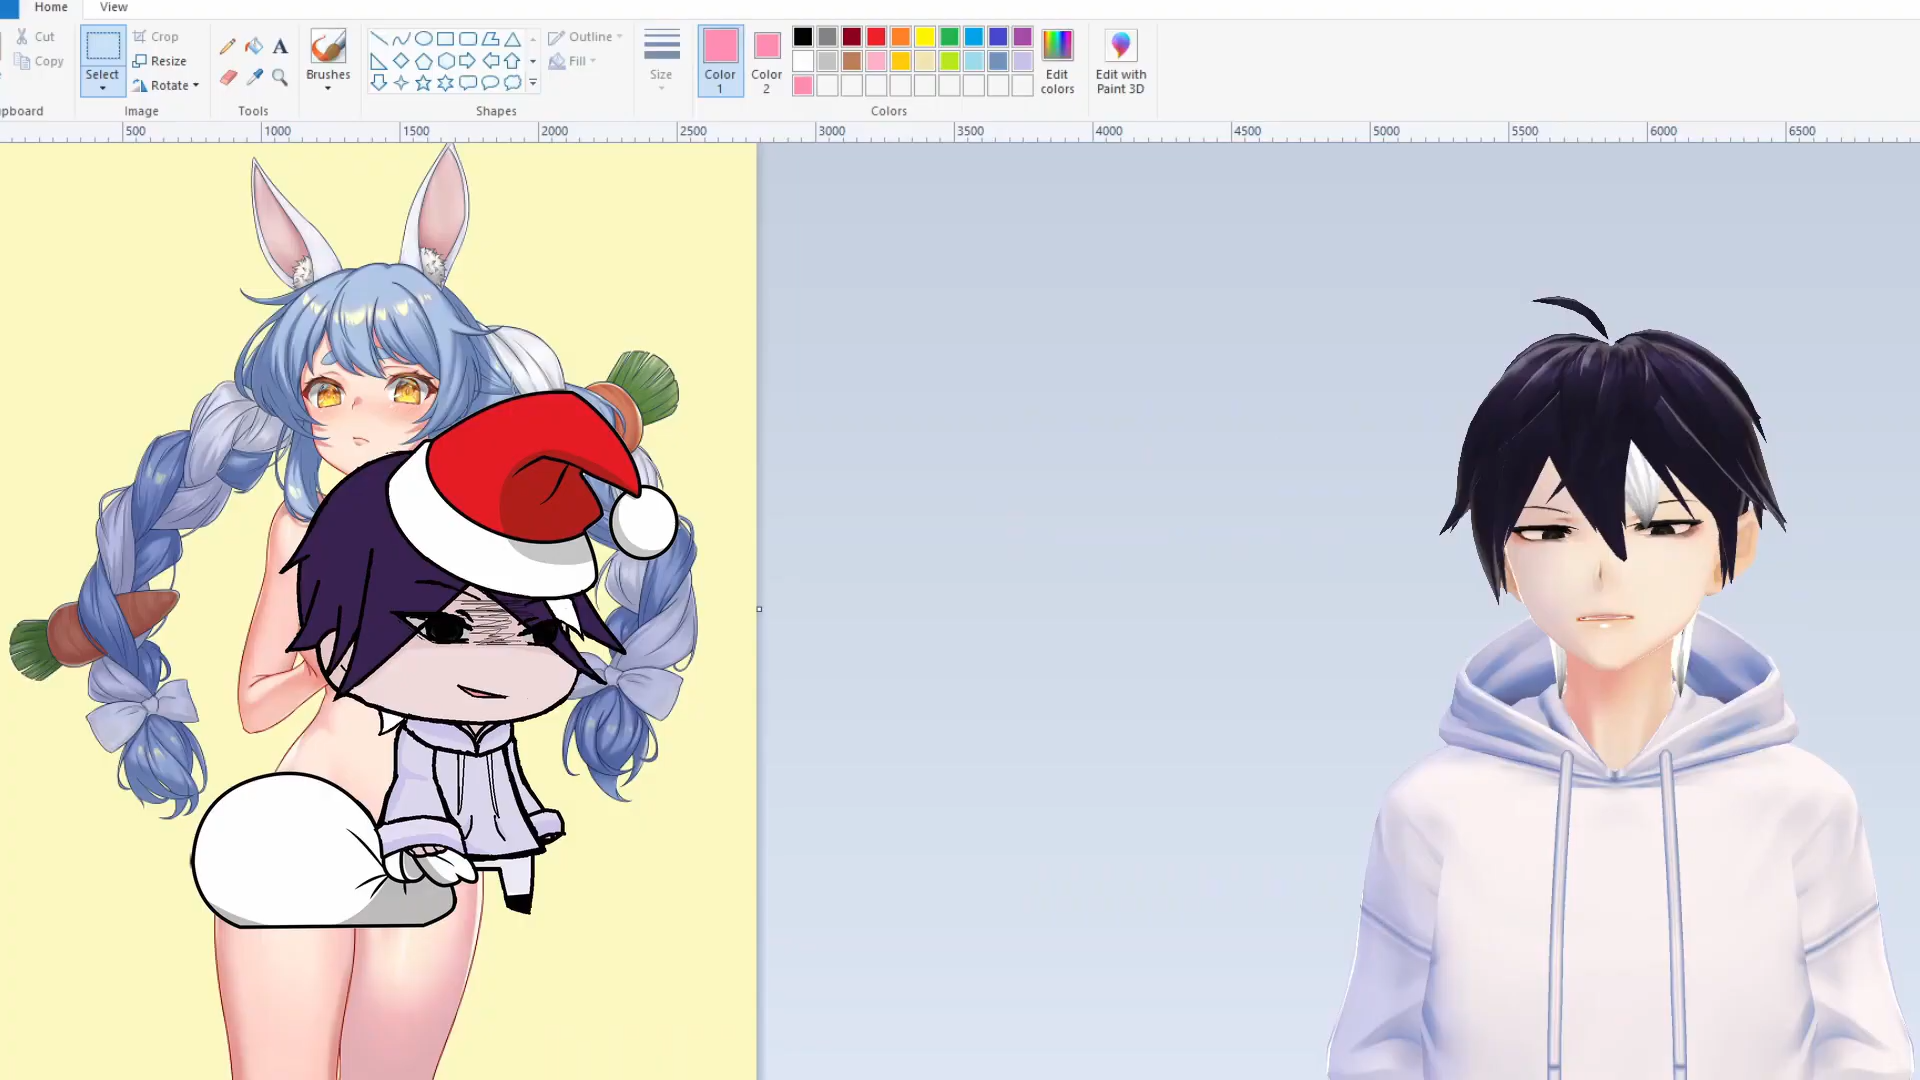 Home View
Cut
Copy
Select
Crop
Resize
Rotate
Image
A
Tools
Brushes
Outline
Fill
Shapes
Size
Color 1
Color 2
Edit colors
Colors
Edit with Paint 3D
500 1000 1500 2000 2500 3000 3500 4000 4500 5000 5500 6000 6500